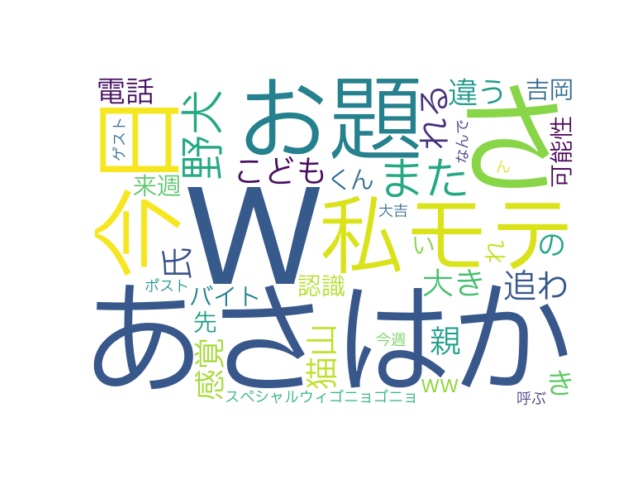 電話
ゲスト
野犬
お題
れる
違う
なんで
吉岡
さ
可能性
今日
来週
こども
くん
また
ん
w
私
モテ
大吉
い
れ
の
氏
ポスト
バイト
認識
大き
追わ
あさはか
先
感覚
猫山
今週
親
ww
き
スペシャルウィゴニョゴニョ
呼ぶ